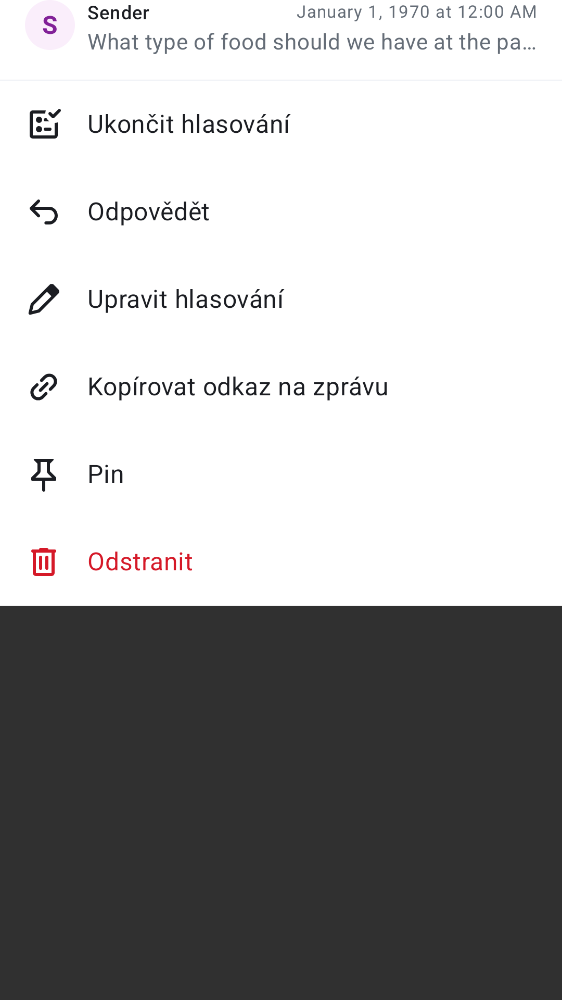 S
Sender
January 1, 1970 at 12:00 AM
What type of food should we have at the pa…
Ukončit hlasování
Odpovědět
Upravit hlasování
Kopírovat odkaz na zprávu
Pin
Odstranit